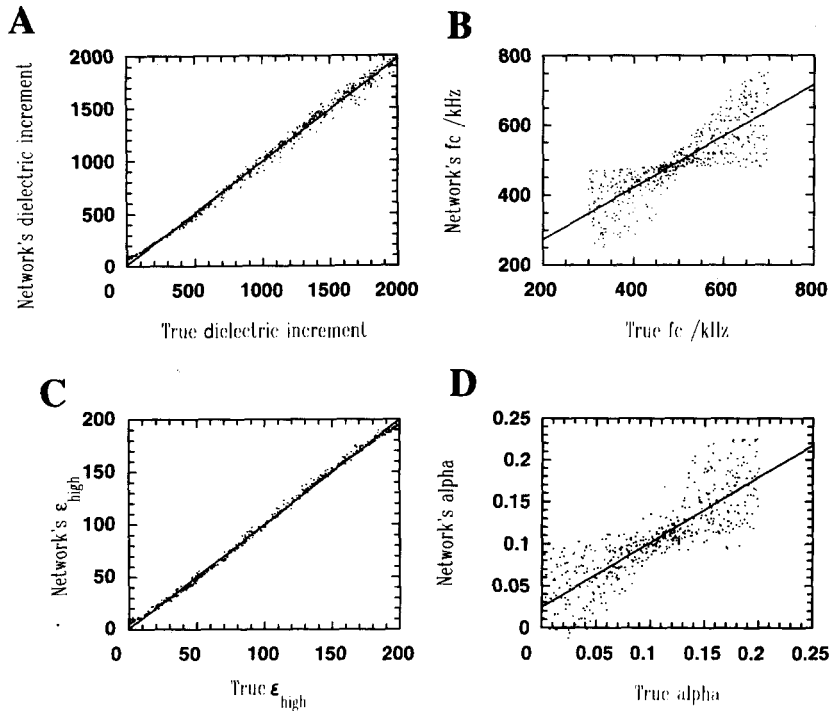 A
2000
1500
1000
500
0
Network's dielectric increment
0 500 1000 1500 2000
True dielectric increment
B
800
600
400
200
Network's fc /kHz
200 400 600 800
True fc /kHz
C
200
150
100
50
0
Network's ε high
0 50 100 150 200
True ε high
D
0.25
0.2
0.15
0.1
0.05
0
Network's alpha
0 0.05 0.1 0.15 0.2 0.25
True alpha